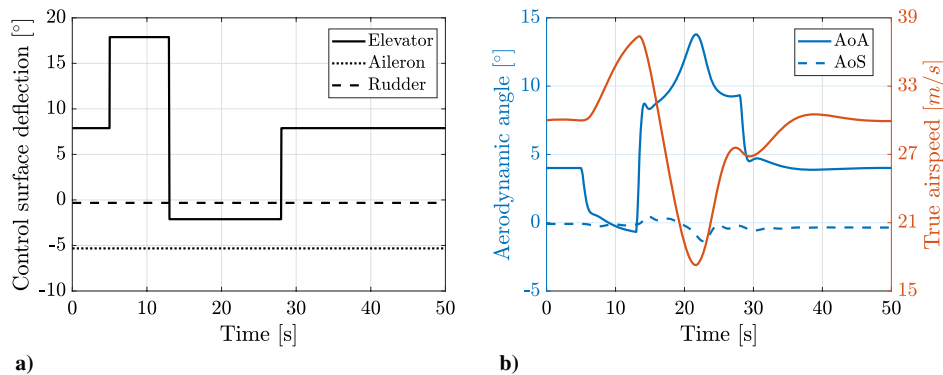 Control surface deflection [°]
20
15
10
5
0
-5
-10
0 10 20 30 40 50
Time [s]
Elevator
Aileron
Rudder
a)
Aerodynamic angle [°]
15
10
5
0
-5
0 10 20 30 40 50
Time [s]
AoA
AoS
39
33
27
21
15
True airspeed [m/s]
b)